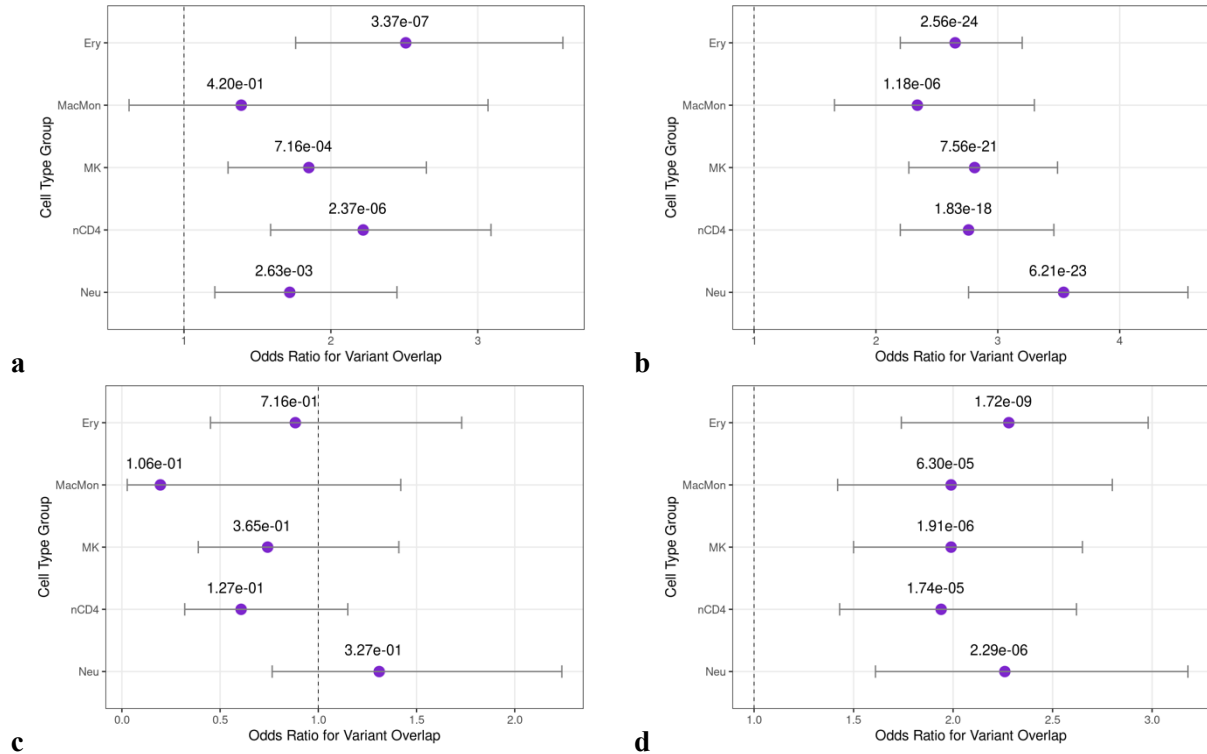 3.37e-07
Ery
4.20e-01
MacMon
7.16e-04
MK
2.37e-06
nCD4
2.63e-03
Neu
Cell Type Group
1 2 3
Odds Ratio for Variant Overlap
a
2.56e-24
Ery
1.18e-06
MacMon
7.56e-21
MK
1.83e-18
nCD4
6.21e-23
Neu
Cell Type Group
1 2 3 4
Odds Ratio for Variant Overlap
b
7.16e-01
Ery
1.06e-01
MacMon
3.65e-01
MK
1.27e-01
nCD4
3.27e-01
Neu
Cell Type Group
0.0 0.5 1.0 1.5 2.0
Odds Ratio for Variant Overlap
c
1.72e-09
Ery
6.30e-05
MacMon
1.91e-06
MK
1.74e-05
nCD4
2.29e-06
Neu
Cell Type Group
1.0 1.5 2.0 2.5 3.0
Odds Ratio for Variant Overlap
d